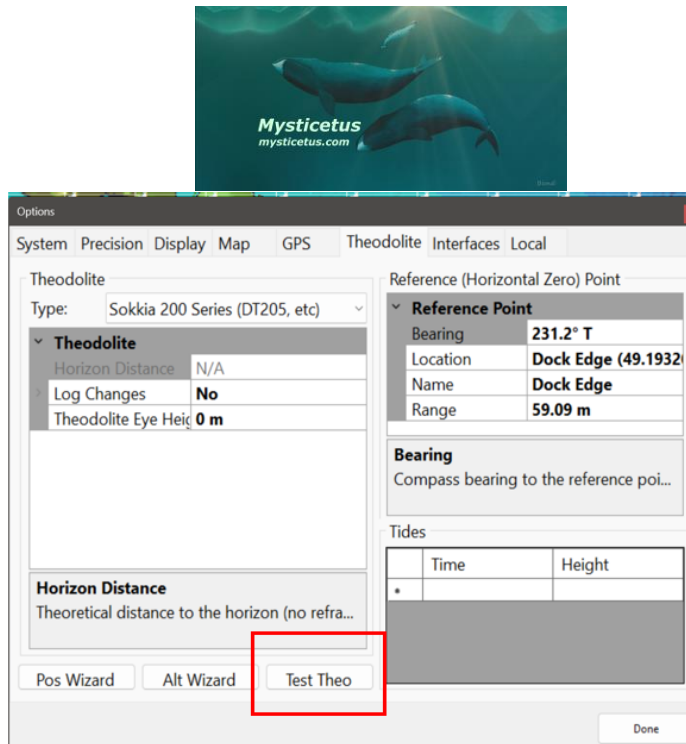 Mysticetus
mysticetus.com
Options
System Precision Display Map GPS Theodolite Interfaces Local
Theodolite
Type: Sokkia 200 Series (DT205, etc)
Theodolite
Horizon Distance N/A
Log Changes No
Theodolite Eye Heig 0 m
Horizon Distance
Theoretical distance to the horizon (no refra...
Pos Wizard Alt Wizard Test Theo
Reference (Horizontal Zero) Point
Reference Point
Bearing 231.2° T
Location Dock Edge (49.1932
Name Dock Edge
Range 59.09 m
Bearing
Compass bearing to the reference poi...
Tides
Time Height
*
Done